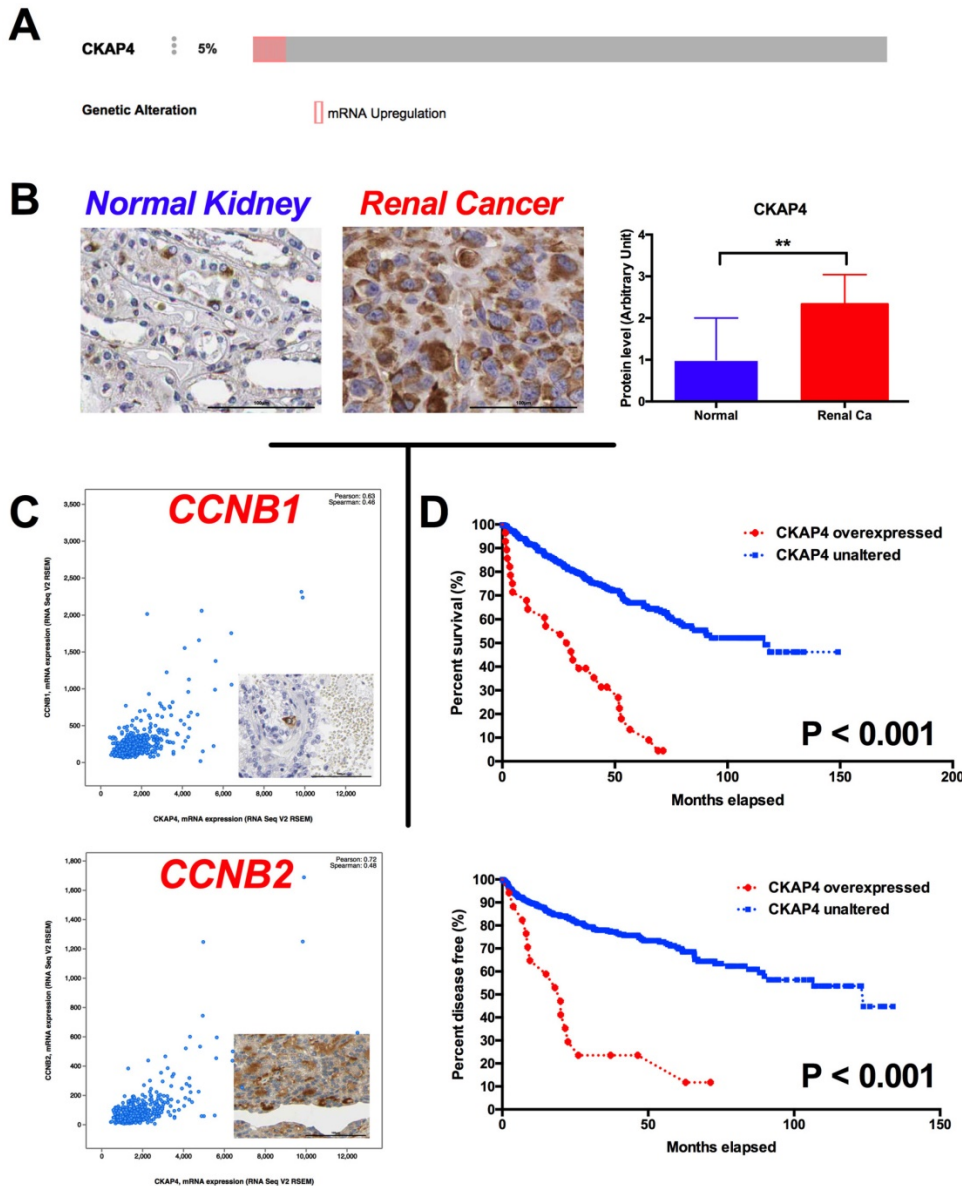 A
CKAP4 5%
Genetic Alteration mRNA Upregulation
B
Normal Kidney
Renal Cancer
CKAP4
Protein level (Arbitrary Unit)
4
3
2
1
0
**
Normal Renal Ca
C
CCNB1
Pearson: 0.63
Spearman: 0.46
CCNB1, mRNA expression (RNA Seq V2 RSEM)
3,500
3,000
2,500
2,000
1,500
1,000
500
0
0 2,000 4,000 6,000 8,000 10,000 12,000
CKAP4, mRNA expression (RNA Seq V2 RSEM)
CCNB2
Pearson: 0.72
Spearman: 0.48
CCNB2, mRNA expression (RNA Seq V2 RSEM)
1,800
1,600
1,400
1,200
1,000
800
600
400
200
0
0 2,000 4,000 6,000 8,000 10,000 12,000
CKAP4, mRNA expression (RNA Seq V2 RSEM)
D
CKAP4 overexpressed
CKAP4 unaltered
Percent survival (%)
100
90
80
70
60
50
40
30
20
10
0
P < 0.001
0 50 100 150 200
Months elapsed
CKAP4 overexpressed
CKAP4 unaltered
Percent disease free (%)
100
90
80
70
60
50
40
30
20
10
0
P < 0.001
0 50 100 150
Months elapsed